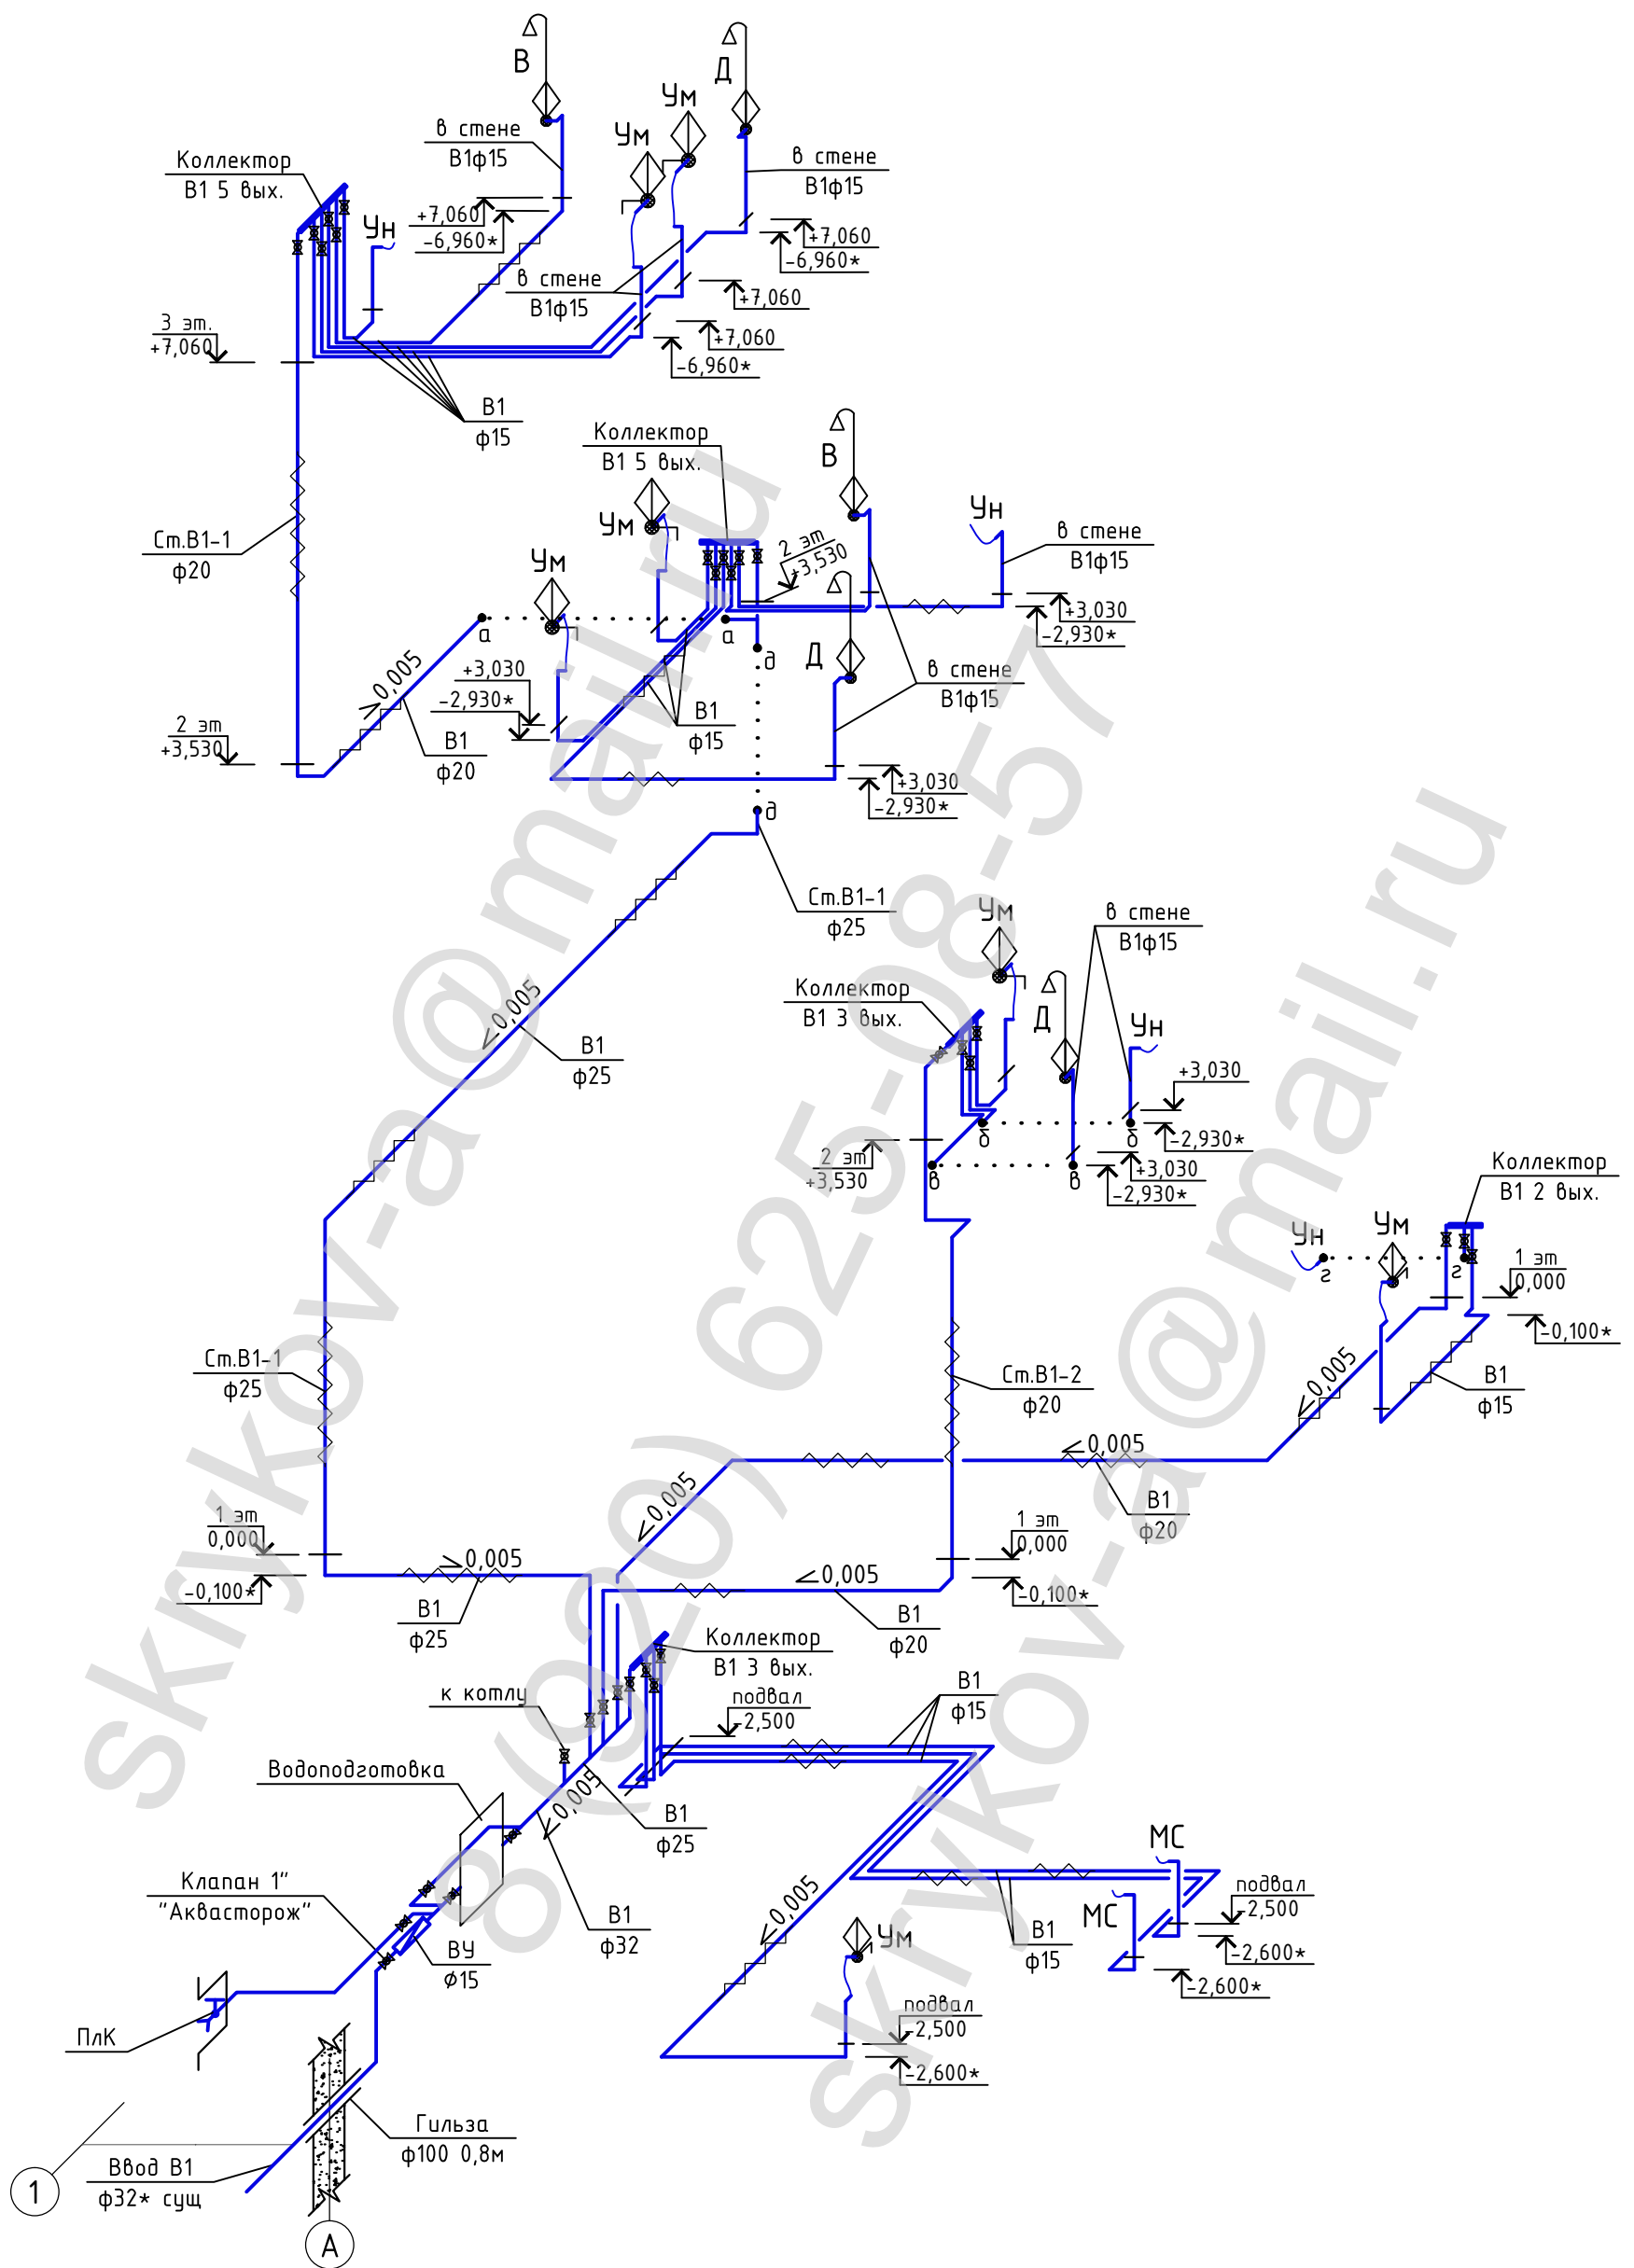 В
Д
Ум
Ум
в стене
В1ф15
в стене
В1ф15
Коллектор
В1 5 вых.
Ун
+7,060
-6,960*
+7,060
-6,960*
в стене
В1ф15
+7,060
3 эт.
+7,060
+7,060
-6,960*
В1
ф15
Коллектор
В1 5 вых.
В
Ум
Ун
в стене
В1ф15
Ст.В1-1
ф20
Ум
2 эт
+3,530
+3,030
-2,930*
а
а
д
Д
+3,030
-2,930*
в стене
В1ф15
>0,005
В1
ф15
2 эт
+3,530
В1
ф20
+3,030
-2,930*
д
Ст.В1-1
ф25
Ум
в стене
В1ф15
Коллектор
В1 3 вых.
Д
Ун
<0,005
В1
ф25
+3,030
б
б
-2,930*
2 эт
+3,530
в
в
+3,030
-2,930*
Коллектор
В1 2 вых.
Ун
Ум
г
г
1 эт
0,000
-0,100*
Ст.В1-1
ф25
Ст.В1-2
ф20
<0,005
В1
ф15
<0,005
<0,005
В1
ф20
1 эт
0,000
-0,100*
>0,005
<0,005
1 эт
0,000
-0,100*
В1
ф25
В1
ф20
Коллектор
В1 3 вых.
к котлу
подвал
-2,500
В1
ф15
Водоподготовка
<0,005
В1
ф25
Клапан 1"
"Аквасторож"
МС
<0,005
подвал
-2,500
МС
В1
ф32
ВУ
Ø15
Ум
В1
ф15
-2,600*
-2,600*
ПлК
подвал
-2,500
-2,600*
Гильза
ф100 0,8м
Ввод В1
ф32* сущ
1
А
skrykov-a@mail.ru
8(920) 625-08-57
skrykov-a@mail.ru